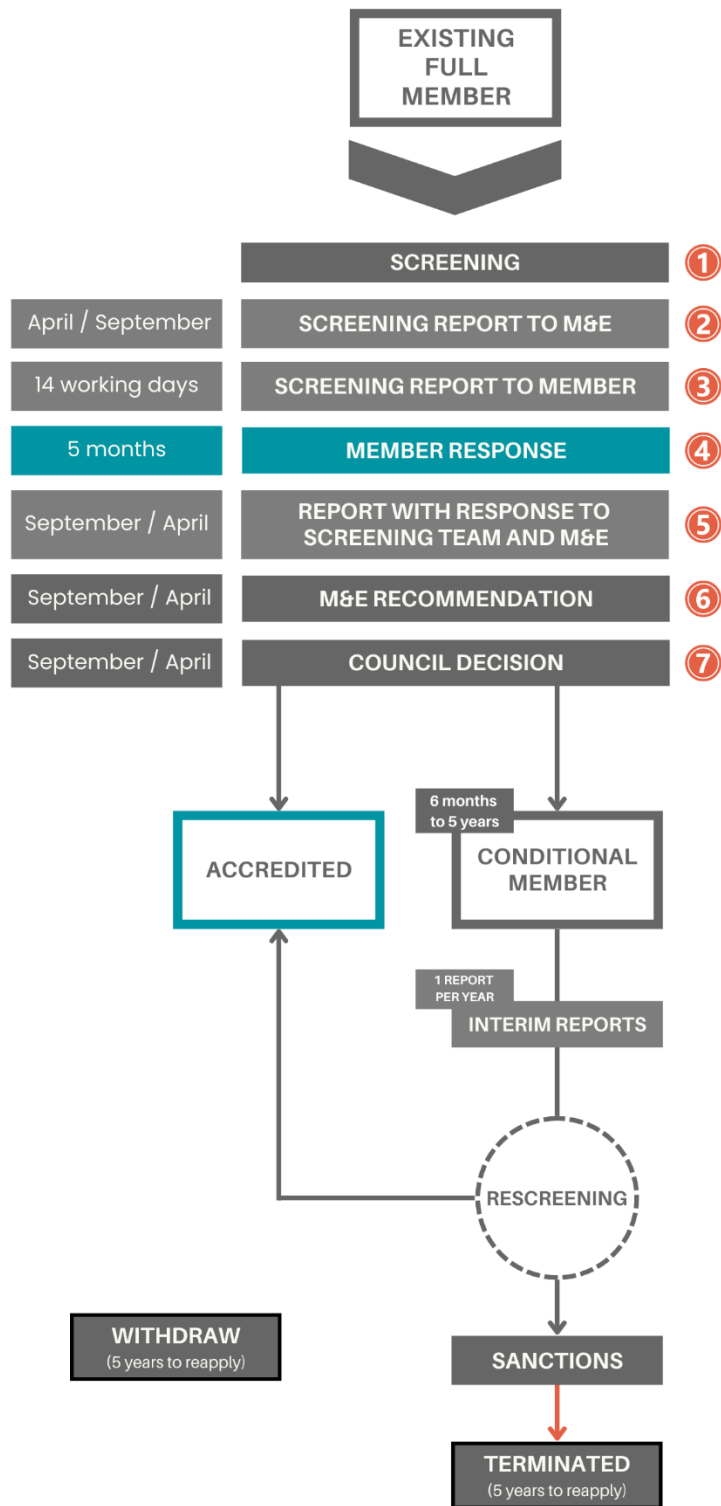 EXISTING
FULL
MEMBER
SCREENING
1
April / September
SCREENING REPORT TO M&E
2
14 working days
SCREENING REPORT TO MEMBER
3
5 months
MEMBER RESPONSE
4
September / April
REPORT WITH RESPONSE TO
SCREENING TEAM AND M&E
5
September / April
M&E RECOMMENDATION
6
September / April
COUNCIL DECISION
7
ACCREDITED
6 months
to 5 years
CONDITIONAL
MEMBER
1 REPORT
PER YEAR
INTERIM REPORTS
RESCREENING
WITHDRAW
(5 years to reapply)
SANCTIONS
TERMINATED
(5 years to reapply)